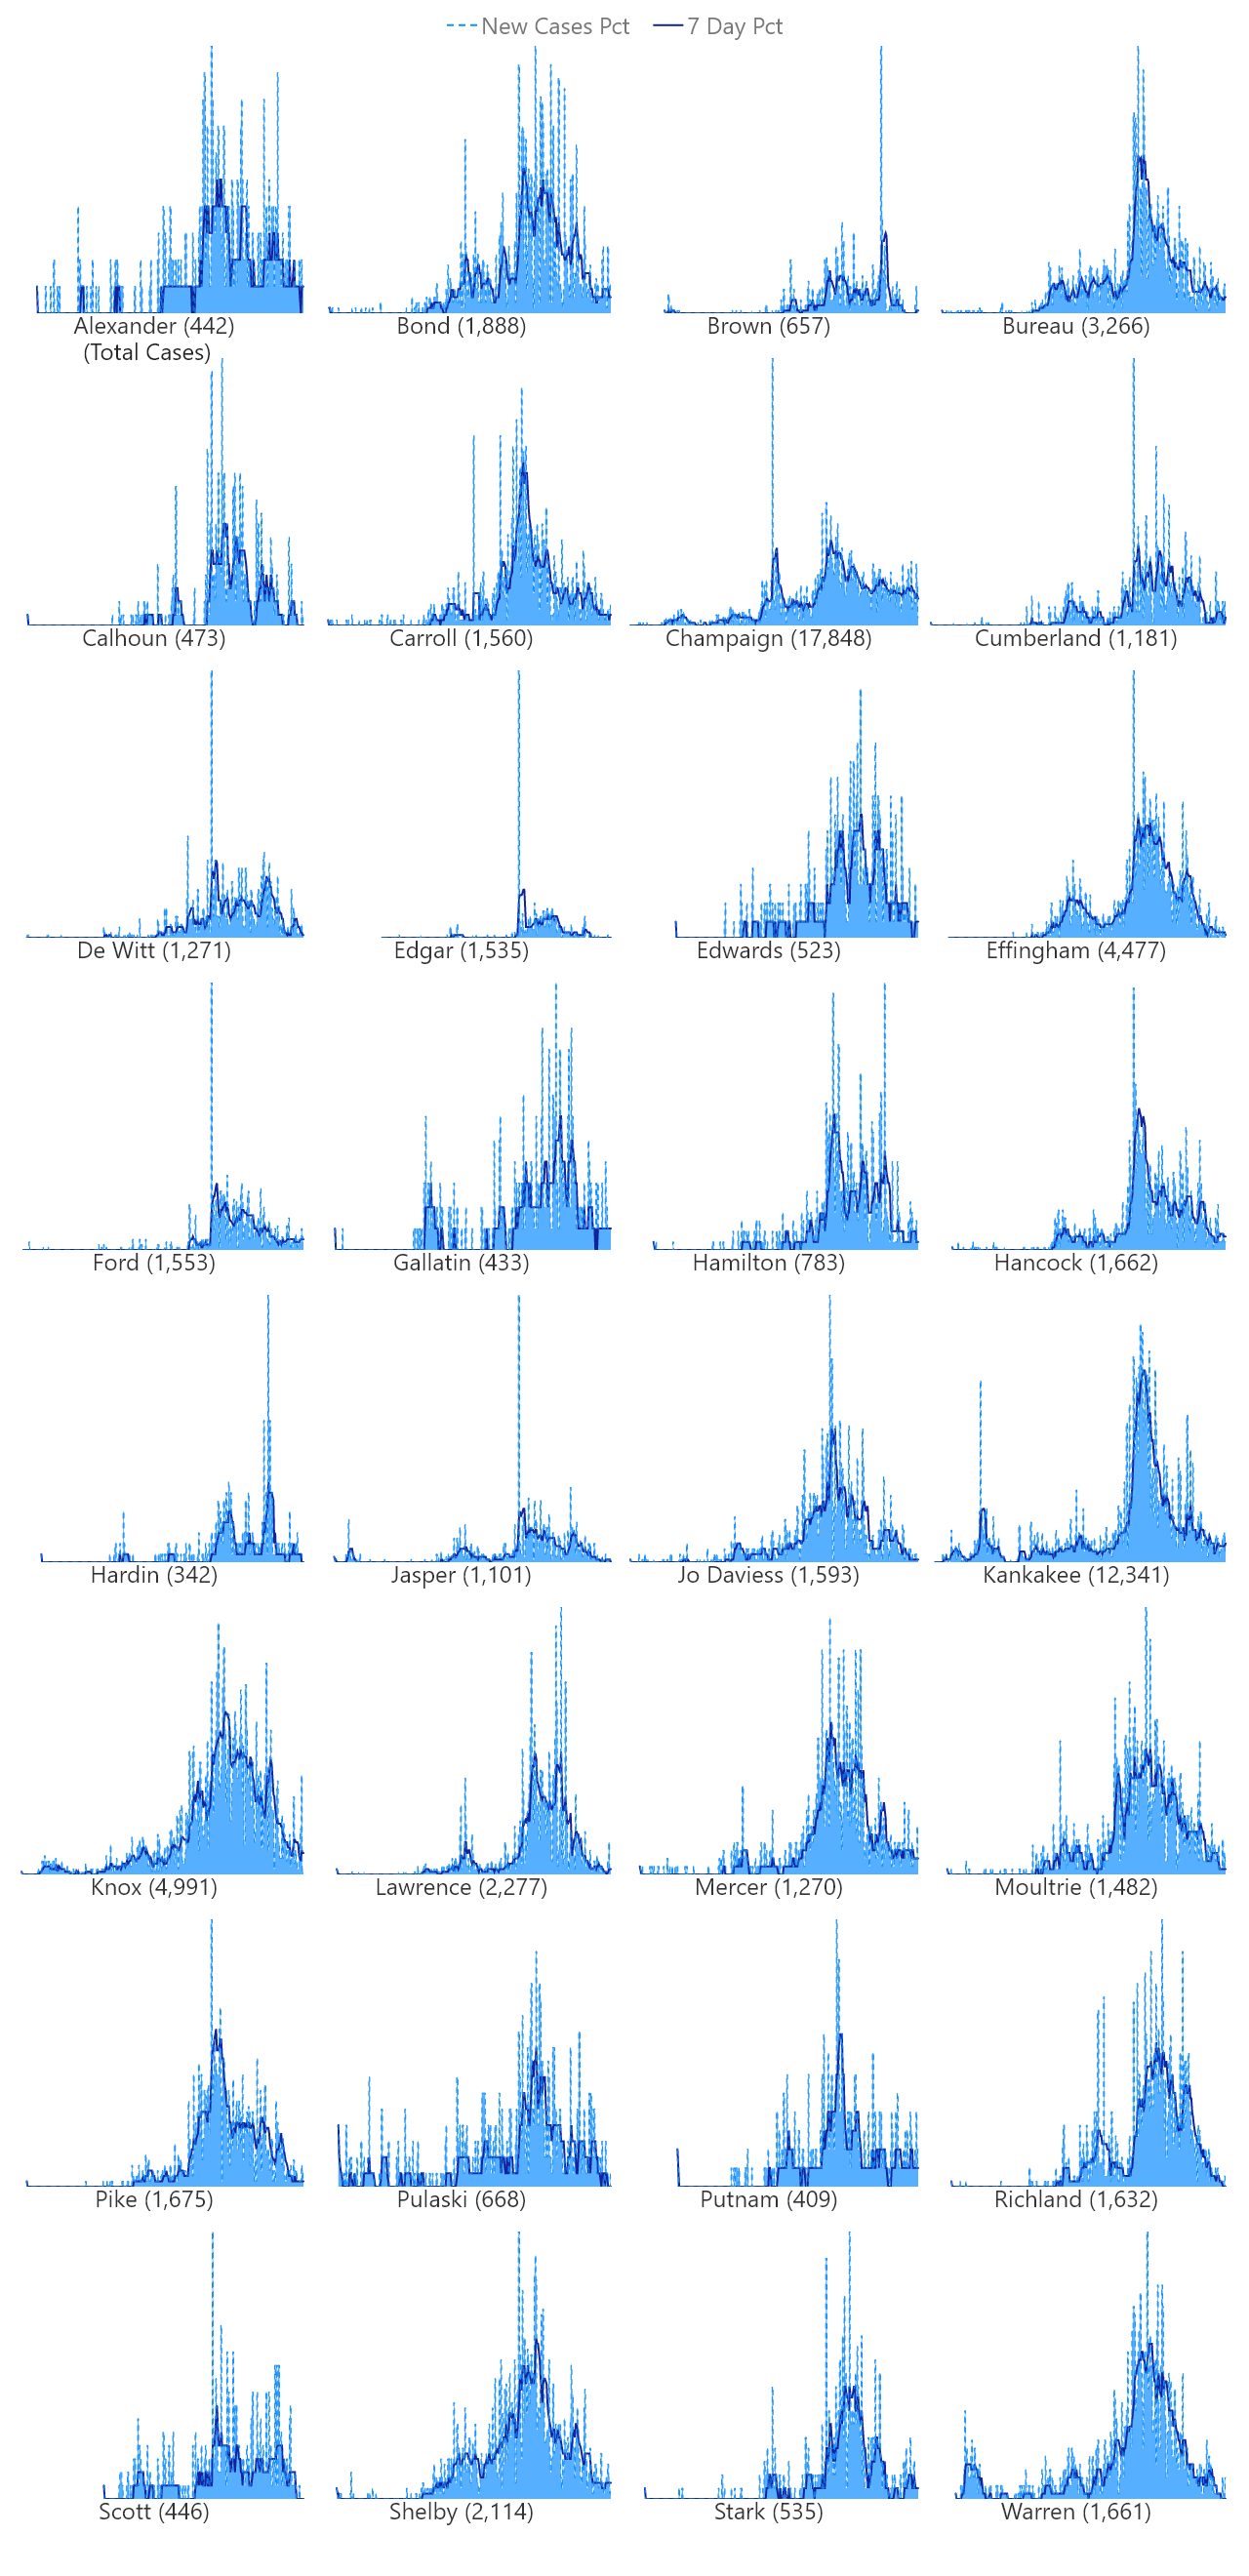 New Cases Pct 7 Day Pct
Alexander (442) Bond (1,888) Brown (657) Bureau (3,266)
(Total Cases)
Calhoun (473) Carroll (1,560) Champaign (17,848) Cumberland (1,181)
De Witt (1,271) Edgar (1,535) Edwards (523) Effingham (4,477)
Ford (1,553) Gallatin (433) Hamilton (783) Hancock (1,662)
Hardin (342) Jasper (1,101) Jo Daviess (1,593) Kankakee (12,341)
Knox (4,991) Lawrence (2,277) Mercer (1,270) Moultrie (1,482)
Pike (1,675) Pulaski (668) Putnam (409) Richland (1,632)
Scott (446) Shelby (2,114) Stark (535) Warren (1,661)